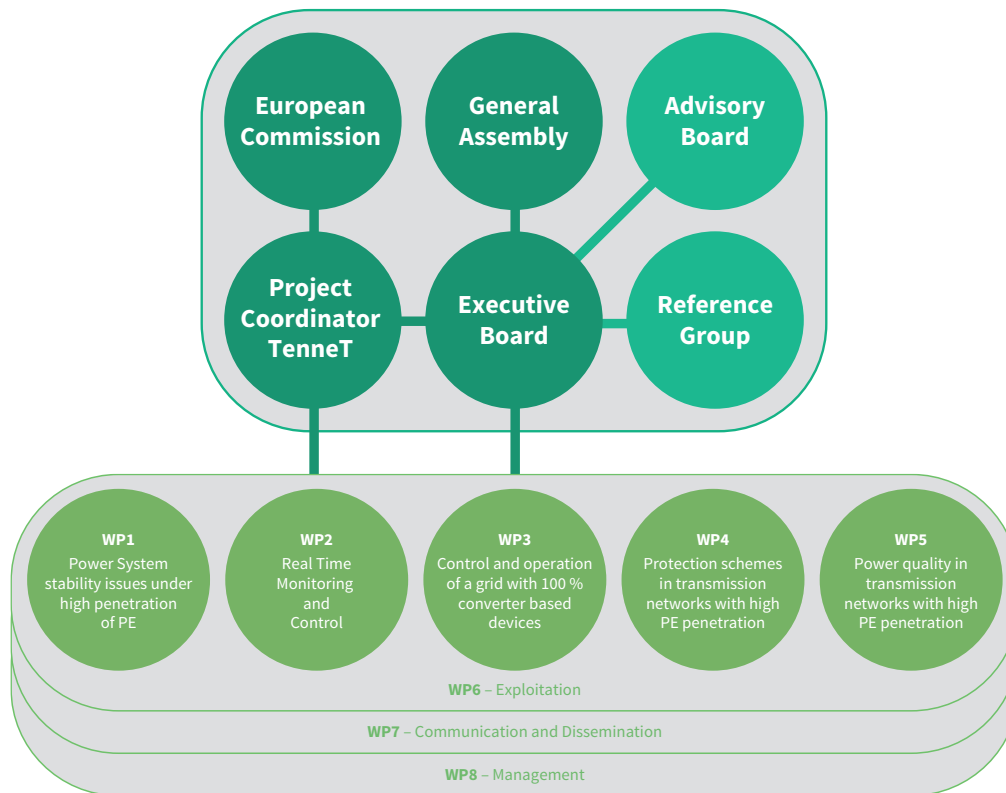 European
Commission
General
Assembly
Advisory
Board
Project
Coordinator
TenneT
Executive
Board
Reference
Group
WP1
Power System
stability issues under
high penetration
of PE
WP2
Real Time
Monitoring
and
Control
WP3
Control and operation
of a grid with 100 %
converter based
devices
WP4
Protection schemes
in transmission
networks with high
PE penetration
WP5
Power quality in
transmission
networks with high
PE penetration
WP6 – Exploitation
WP7 – Communication and Dissemination
WP8 – Management